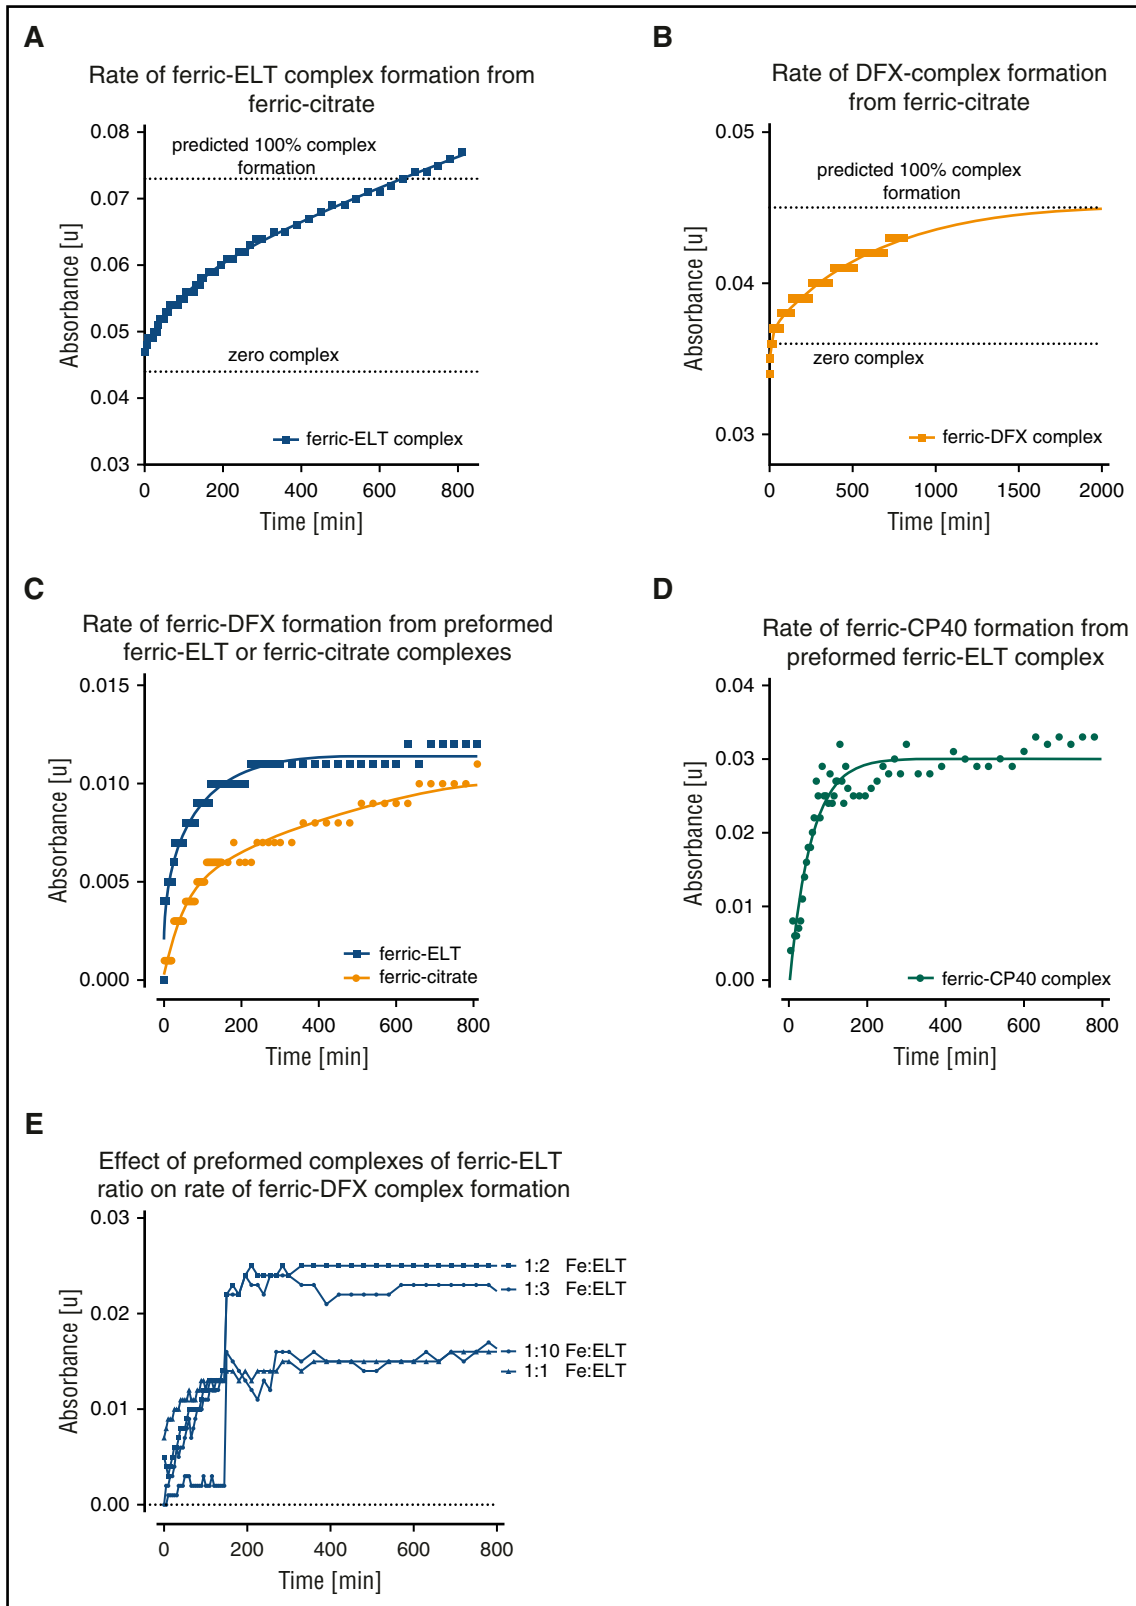 A
Rate of ferric-ELT complex formation from
ferric-citrate
Absorbance [u]
0.08
0.07
0.06
0.05
0.04
0.03
predicted 100% complex
formation
zero complex
ferric-ELT complex
0
200
400
600
800
Time [min]
B
Rate of DFX-complex formation
from ferric-citrate
Absorbance [u]
0.05
0.04
0.03
predicted 100% complex
formation
zero complex
ferric-DFX complex
0
500
1000
1500
2000
Time [min]
C
Rate of ferric-DFX formation from preformed
ferric-ELT or ferric-citrate complexes
Absorbance [u]
0.015
0.010
0.005
0.000
ferric-ELT
ferric-citrate
0
200
400
600
800
Time [min]
D
Rate of ferric-CP40 formation from
preformed ferric-ELT complex
Absorbance [u]
0.04
0.03
0.02
0.01
0.00
ferric-CP40 complex
0
200
400
600
800
Time [min]
E
Effect of preformed complexes of ferric-ELT
ratio on rate of ferric-DFX complex formation
Absorbance [u]
0.03
0.02
0.01
0.00
1:2 Fe:ELT
1:3 Fe:ELT
1:10 Fe:ELT
1:1 Fe:ELT
0
200
400
600
800
Time [min]